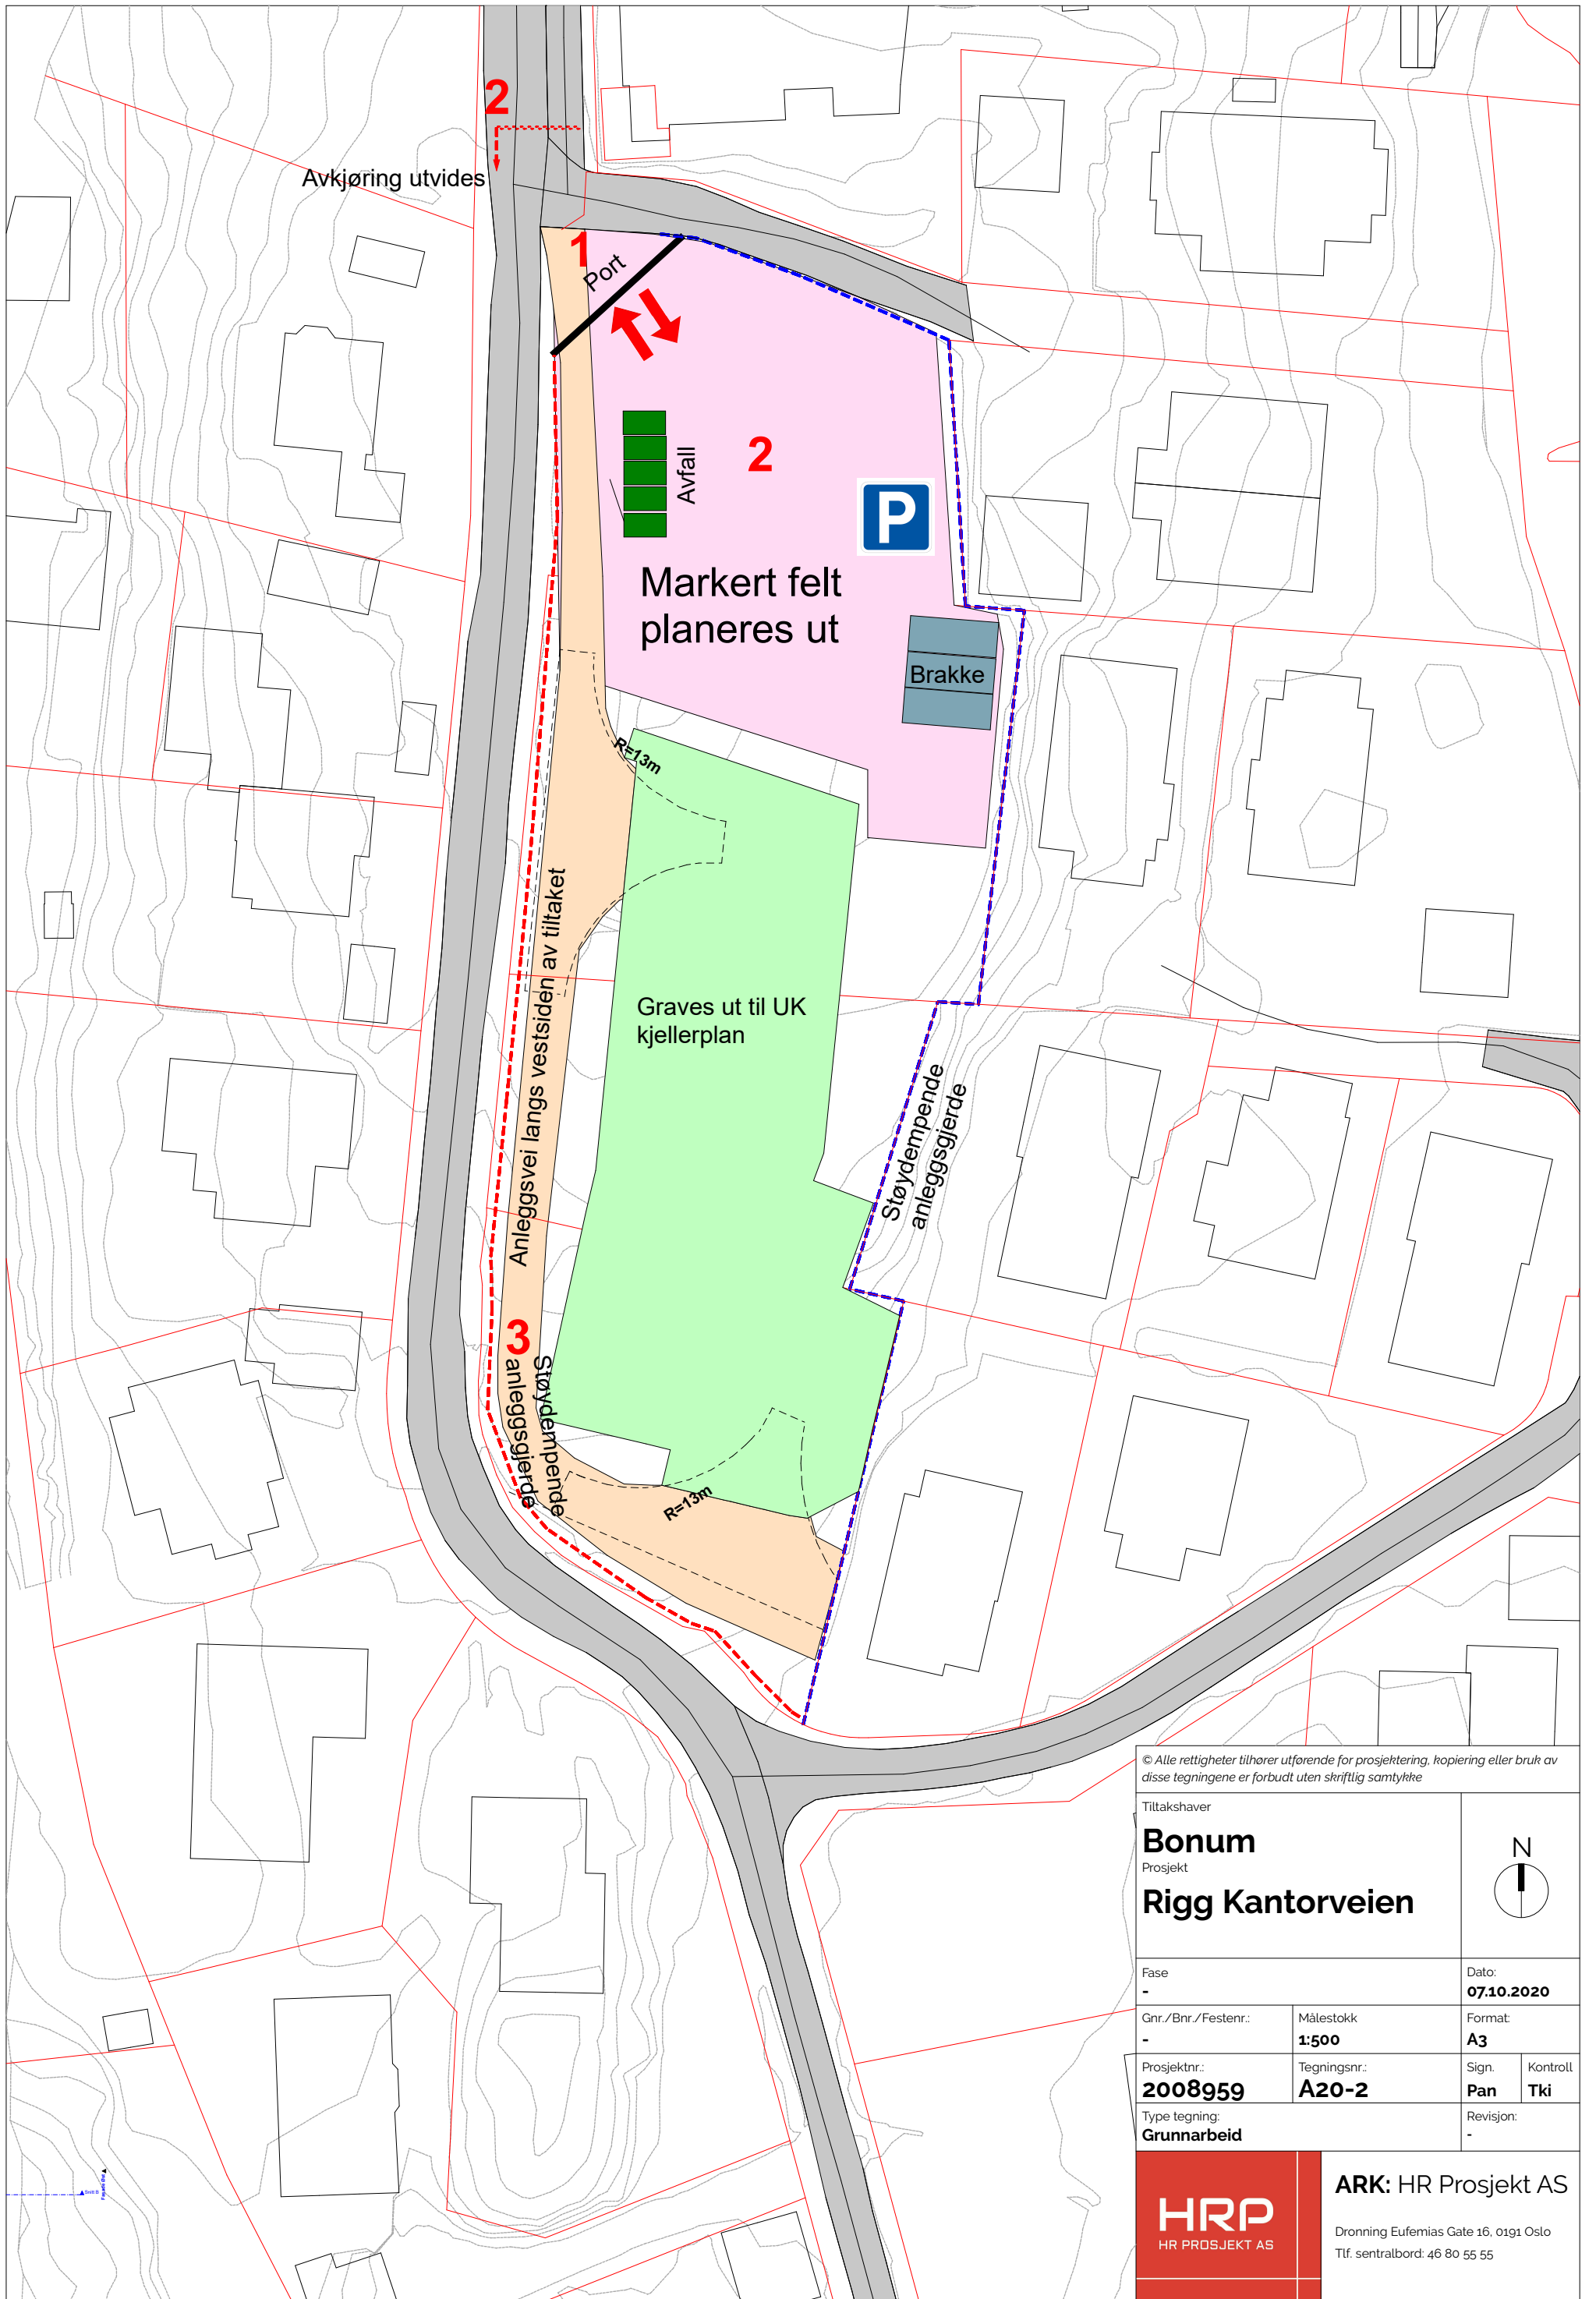 2
Avkjøring utvides
1
Port
Avfall
2
P
Markert felt
planeres ut
Brakke
R=13m
Anleggsvei langs vestsiden av tiltaket
Graves ut til UK
kjellerplan
Støydempende
anleggsgjerde
3
Støydempende
anleggsgjerde
R=13m
© Alle rettigheter tilhører utførende for prosjektering, kopiering eller bruk av
disse tegningene er forbudt uten skriftlig samtykke
Tiltakshaver
Bonum
Prosjekt
Rigg Kantorveien
N
Fase
-
Dato:
07.10.2020
Gnr./Bnr./Festenr.:
-
Målestokk
1:500
Format:
A3
Prosjektnr.:
2008959
Tegningsnr.:
A20-2
Sign.
Pan
Kontroll
Tki
Type tegning:
Grunnarbeid
Revisjon:
-
HRP
HR PROSJEKT AS
ARK: HR Prosjekt AS
Dronning Eufemias Gate 16, 0191 Oslo
Tlf. sentralbord: 46 80 55 55